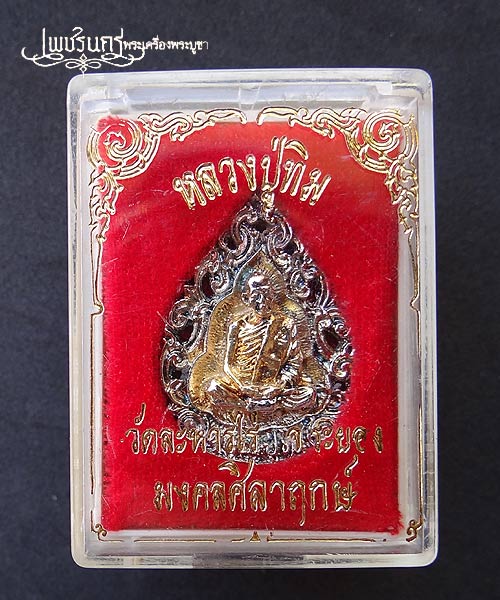 เพชรินทร์พระเครื่องพระบูชา
หลวงปู่ทิม
วัดละหารไร่ จ.ระยอง
มงคลศิลาฤกษ์